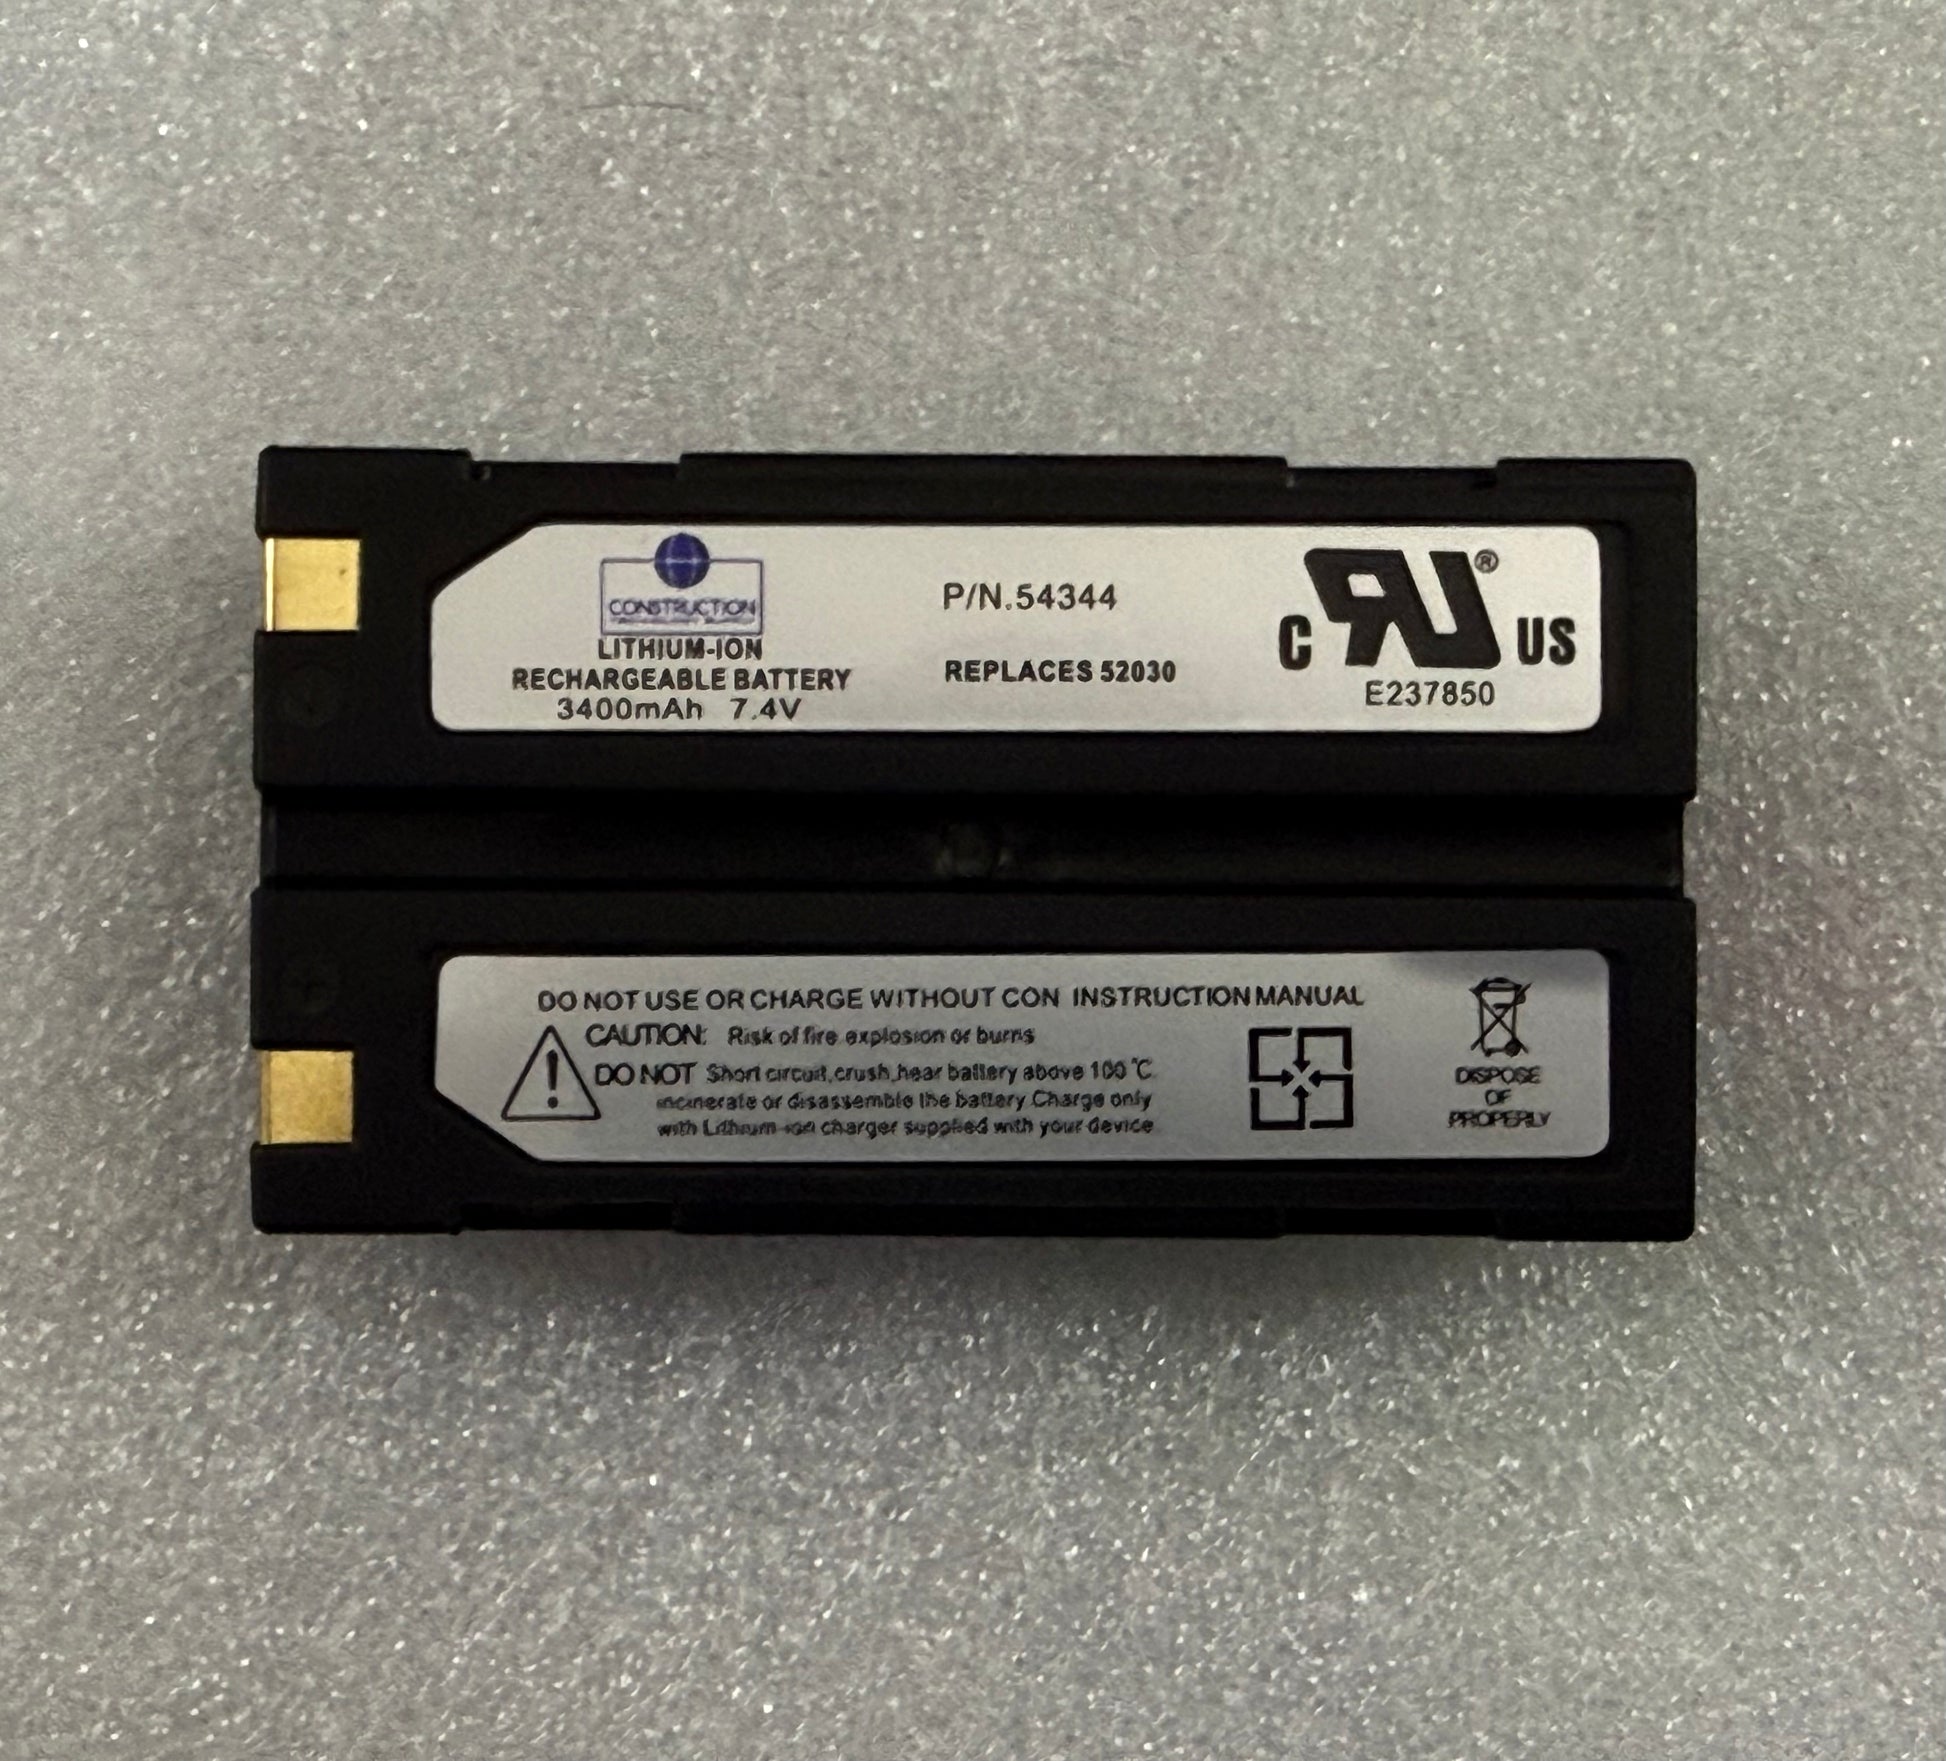 CONSTRUCTION
LITHIUM-ION
RECHARGEABLE BATTERY
3400mAh 7.4V
P/N.54344
REPLACES 52030
C RU® US
E237850
DO NOT USE OR CHARGE WITHOUT CON INSTRUCTION MANUAL
CAUTION: Risk of fire explosion or burns
DO NOT Short circuit,crush,hear battery above 100 °C
incinerate or disassemble the battery.Charge only
with Lithium-ion charger supplied with your device
DISPOSE
OF
PROPERLY